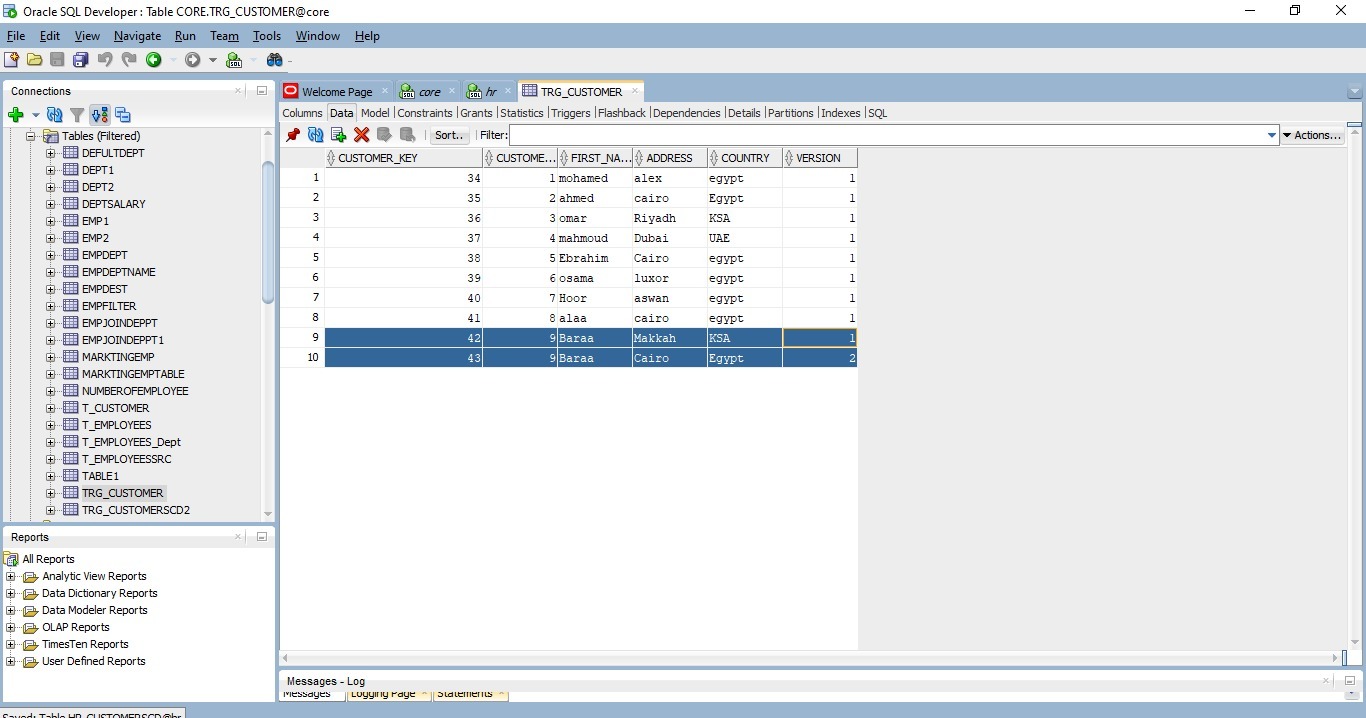 Oracle SQL Developer : Table CORE.TRG_CUSTOMER@core
File Edit View Navigate Run Team Tools Window Help
Connections
Tables (Filtered)
DEFULTDEPT
DEPT1
DEPT2
DEPTSALARY
EMP1
EMP2
EMPDEPT
EMPDEPTNAME
EMPDEST
EMPFILTER
EMPJOINDEPPT
EMPJOINDEPPT1
MARKTINGEMP
MARKTINGEMPTABLE
NUMBEROFEMPLOYEE
T_CUSTOMER
T_EMPLOYEES
T_EMPLOYEES_Dept
T_EMPLOYEESSRC
TABLE1
TRG_CUSTOMER
TRG_CUSTOMERSCD2
Reports
All Reports
Analytic View Reports
Data Dictionary Reports
Data Modeler Reports
OLAP Reports
TimesTen Reports
User Defined Reports
Welcome Page core hr TRG_CUSTOMER
Columns Data Model Constraints Grants Statistics Triggers Flashback Dependencies Details Partitions Indexes SQL
Sort.. Filter: Actions...
CUSTOMER_KEY CUSTOME... FIRST_NA... ADDRESS COUNTRY VERSION
1 34 1 mohamed alex egypt 1
2 35 2 ahmed cairo Egypt 1
3 36 3 omar Riyadh KSA 1
4 37 4 mahmoud Dubai UAE 1
5 38 5 Ebrahim Cairo egypt 1
6 39 6 osama luxor egypt 1
7 40 7 Hoor aswan egypt 1
8 41 8 alaa cairo egypt 1
9 42 9 Baraa Makkah KSA 1
10 43 9 Baraa Cairo Egypt 2
Messages - Log
Messages Logging Page Statements
Saved: Table HR.CUSTOMERSCD@hr